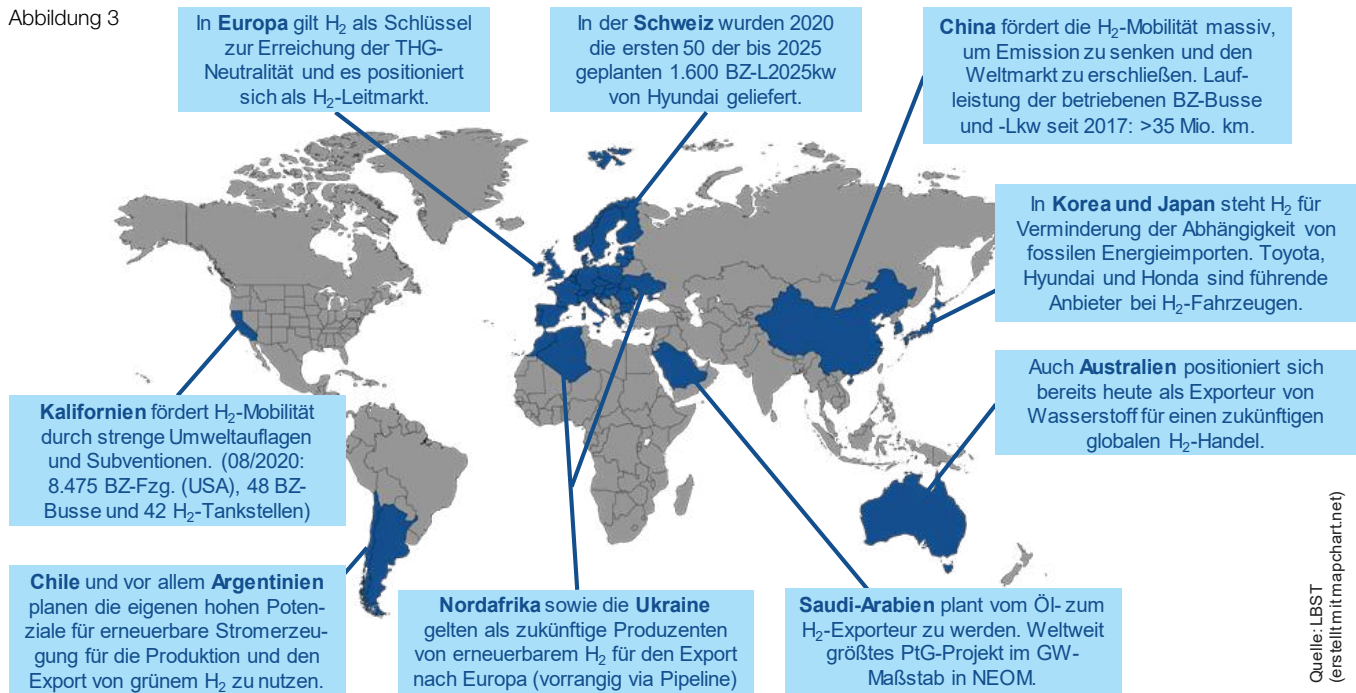 Abbildung 3
In Europa gilt H₂ als Schlüssel
zur Erreichung der THG-
Neutralität und es positioniert
sich als H₂-Leitmarkt.
In der Schweiz wurden 2020
die ersten 50 der bis 2025
geplanten 1.600 BZ-L2025kw
von Hyundai geliefert.
China fördert die H₂-Mobilität massiv,
um Emission zu senken und den
Weltmarkt zu erschließen. Lauf-
leistung der betriebenen BZ-Busse
und -Lkw seit 2017: >35 Mio. km.
In Korea und Japan steht H₂ für
Verminderung der Abhängigkeit von
fossilen Energieimporten. Toyota,
Hyundai und Honda sind führende
Anbieter bei H₂-Fahrzeugen.
Auch Australien positioniert sich
bereits heute als Exporteur von
Wasserstoff für einen zukünftigen
globalen H₂-Handel.
Kalifornien fördert H₂-Mobilität
durch strenge Umweltauflagen
und Subventionen. (08/2020:
8.475 BZ-Fzg. (USA), 48 BZ-
Busse und 42 H₂-Tankstellen)
Chile und vor allem Argentinien
planen die eigenen hohen Poten-
ziale für erneuerbare Stromerzeu-
gung für die Produktion und den
Export von grünem H₂ zu nutzen.
Nordafrika sowie die Ukraine
gelten als zukünftige Produzenten
von erneuerbarem H₂ für den Export
nach Europa (vorrangig via Pipeline)
Saudi-Arabien plant vom Öl- zum
H₂-Exporteur zu werden. Weltweit
größtes PtG-Projekt im GW-
Maßstab in NEOM.
Quelle: LBST
(erstellt mit mapchart.net)